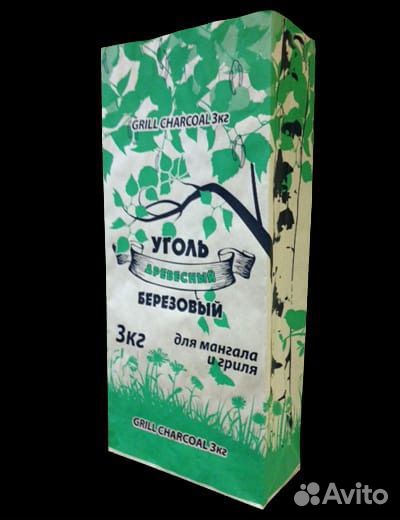 GRILL CHARCOAL 3кг
УГОЛЬ
ДРЕВЕСНЫЙ
БЕРЕЗОВЫЙ
3кг
для мангала
и гриля
GRILL CHARCOAL 3кг
Avito